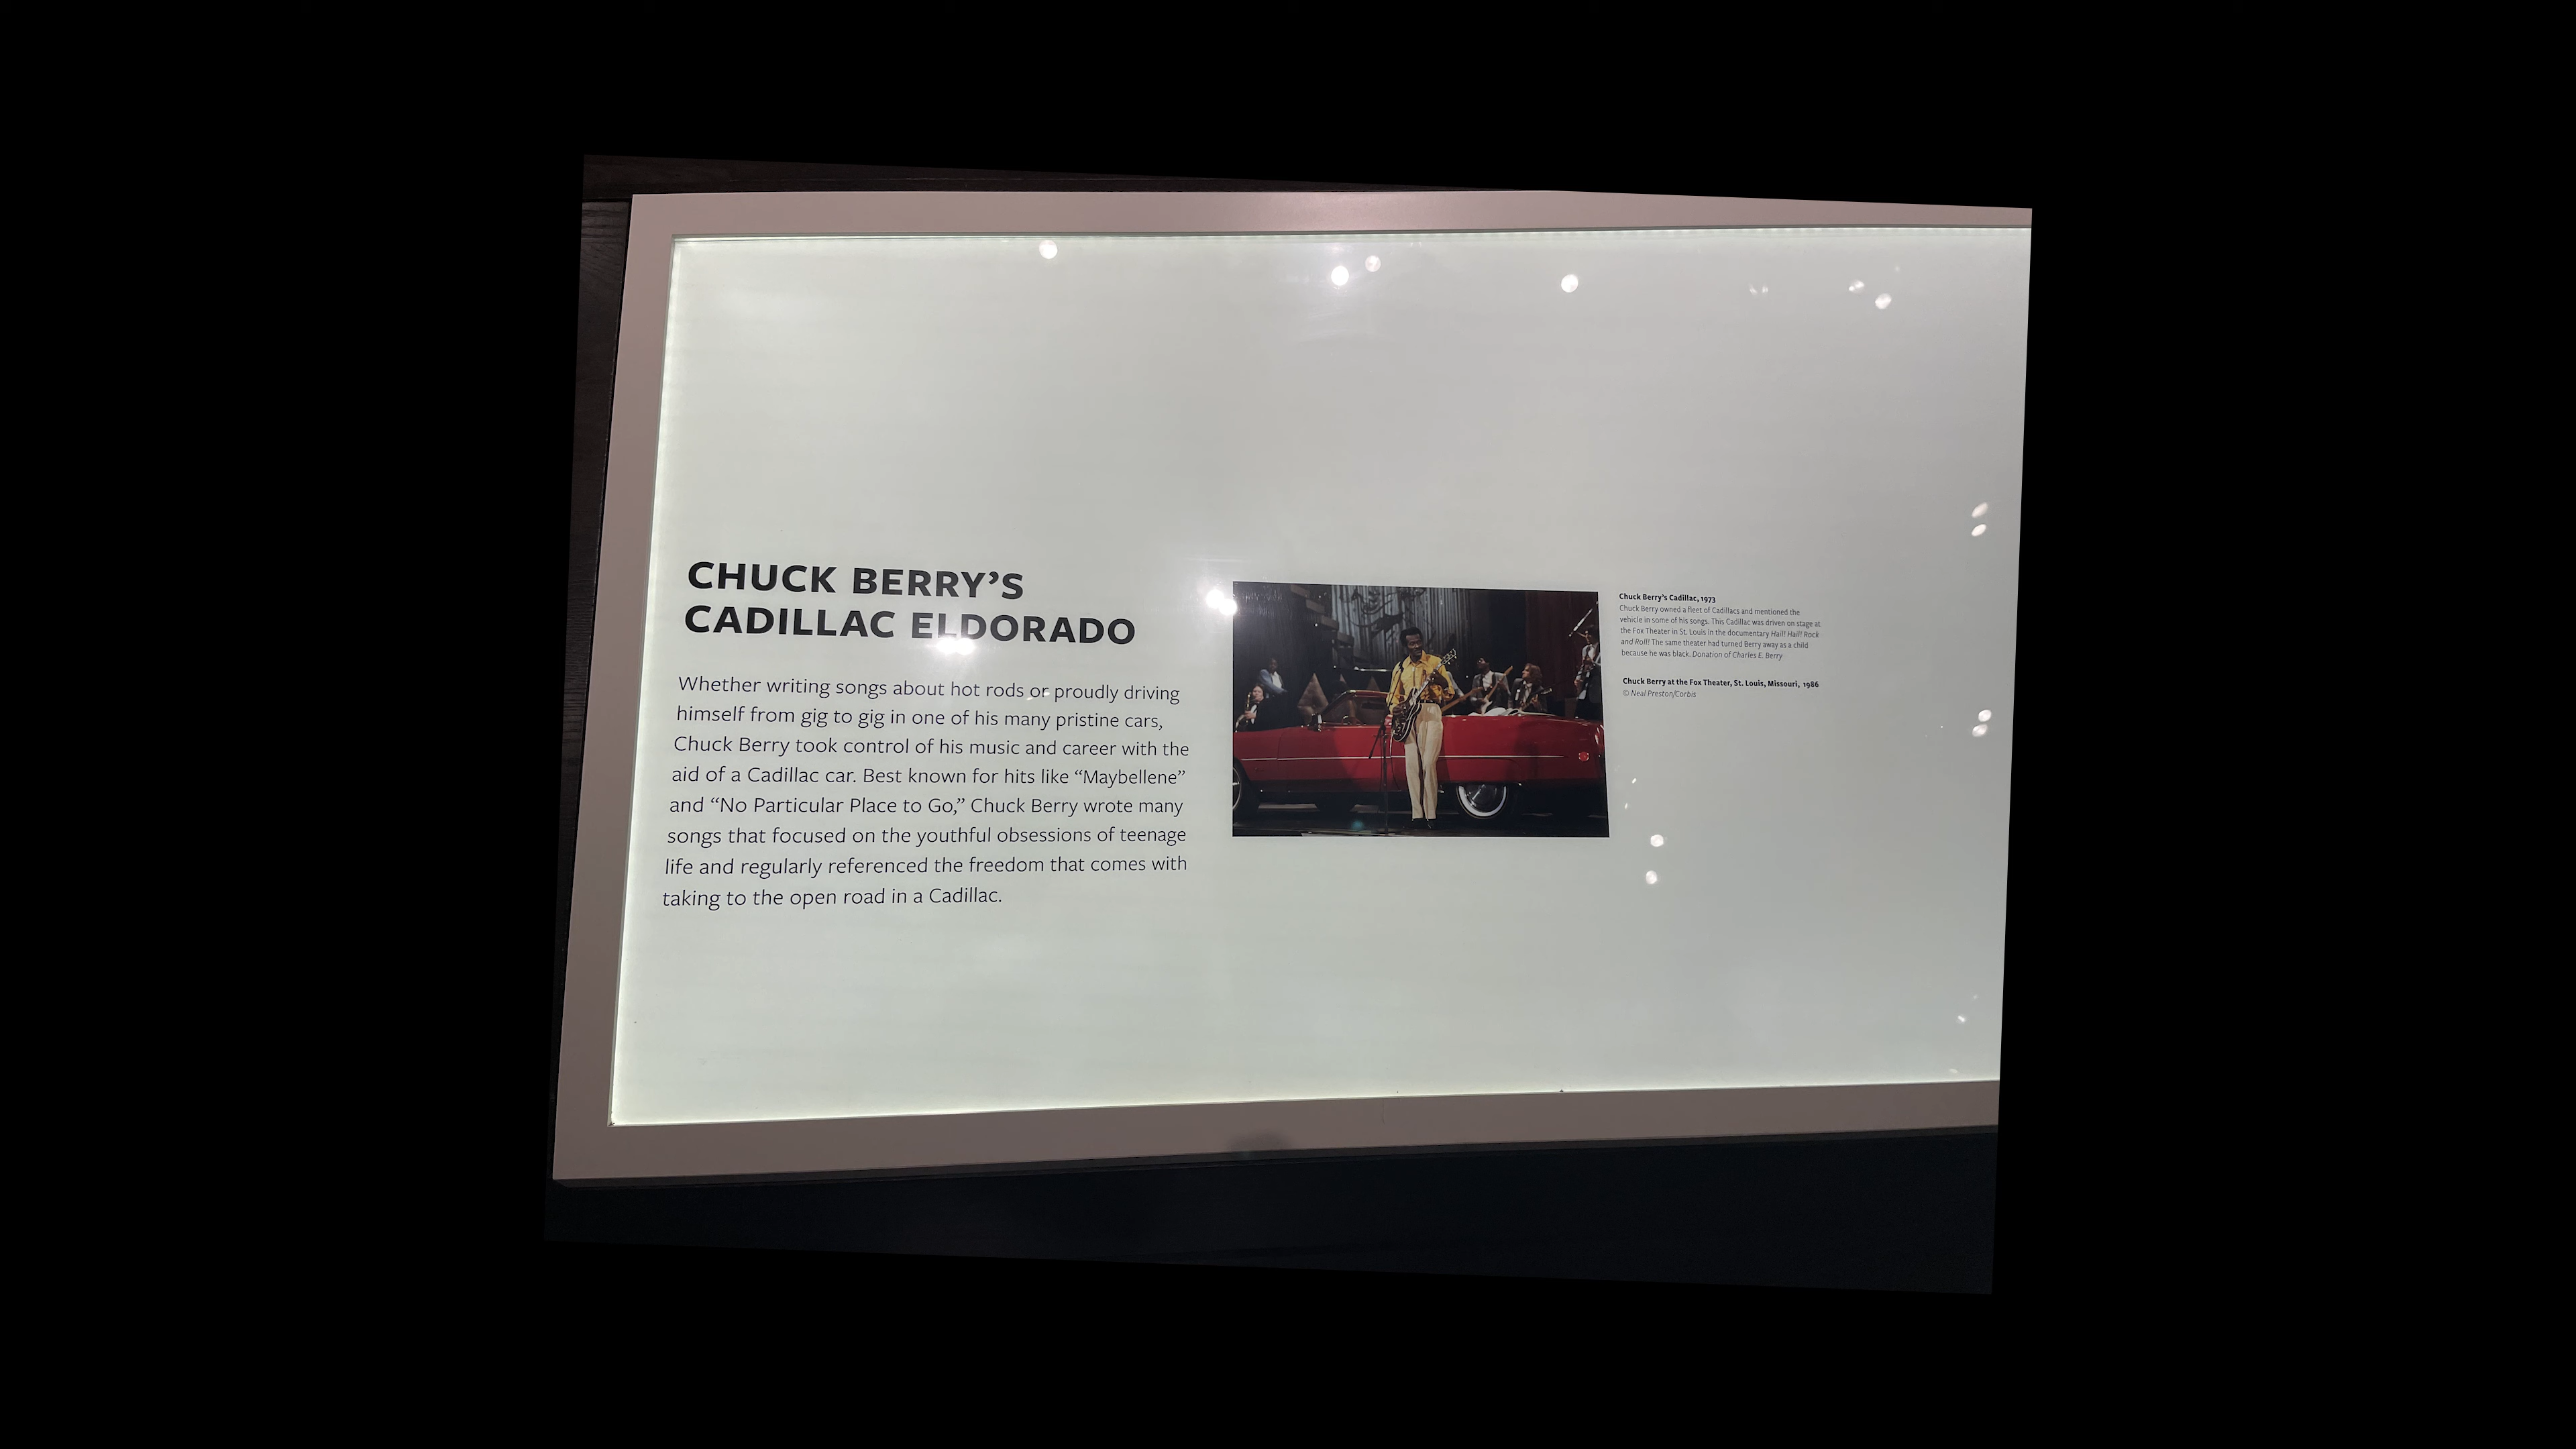 CHUCK BERRY’S
CADILLAC ELDORADO
Whether writing songs about hot rods or proudly driving
himself from gig to gig in one of his many pristine cars,
Chuck Berry took control of his music and career with the
aid of a Cadillac car. Best known for hits like “Maybellene”
and “No Particular Place to Go,” Chuck Berry wrote many
songs that focused on the youthful obsessions of teenage
life and regularly referenced the freedom that comes with
taking to the open road in a Cadillac.
Chuck Berry’s Cadillac, 1973
Chuck Berry owned a fleet of Cadillacs and mentioned the
vehicle in some of his songs. This Cadillac was driven on stage at
the Fox Theater in St. Louis in the documentary Hail! Hail! Rock
and Roll! The same theater had turned Berry away as a child
because he was black. Donation of Charles E. Berry
Chuck Berry at the Fox Theater, St. Louis, Missouri, 1986
© Neal Preston/Corbis